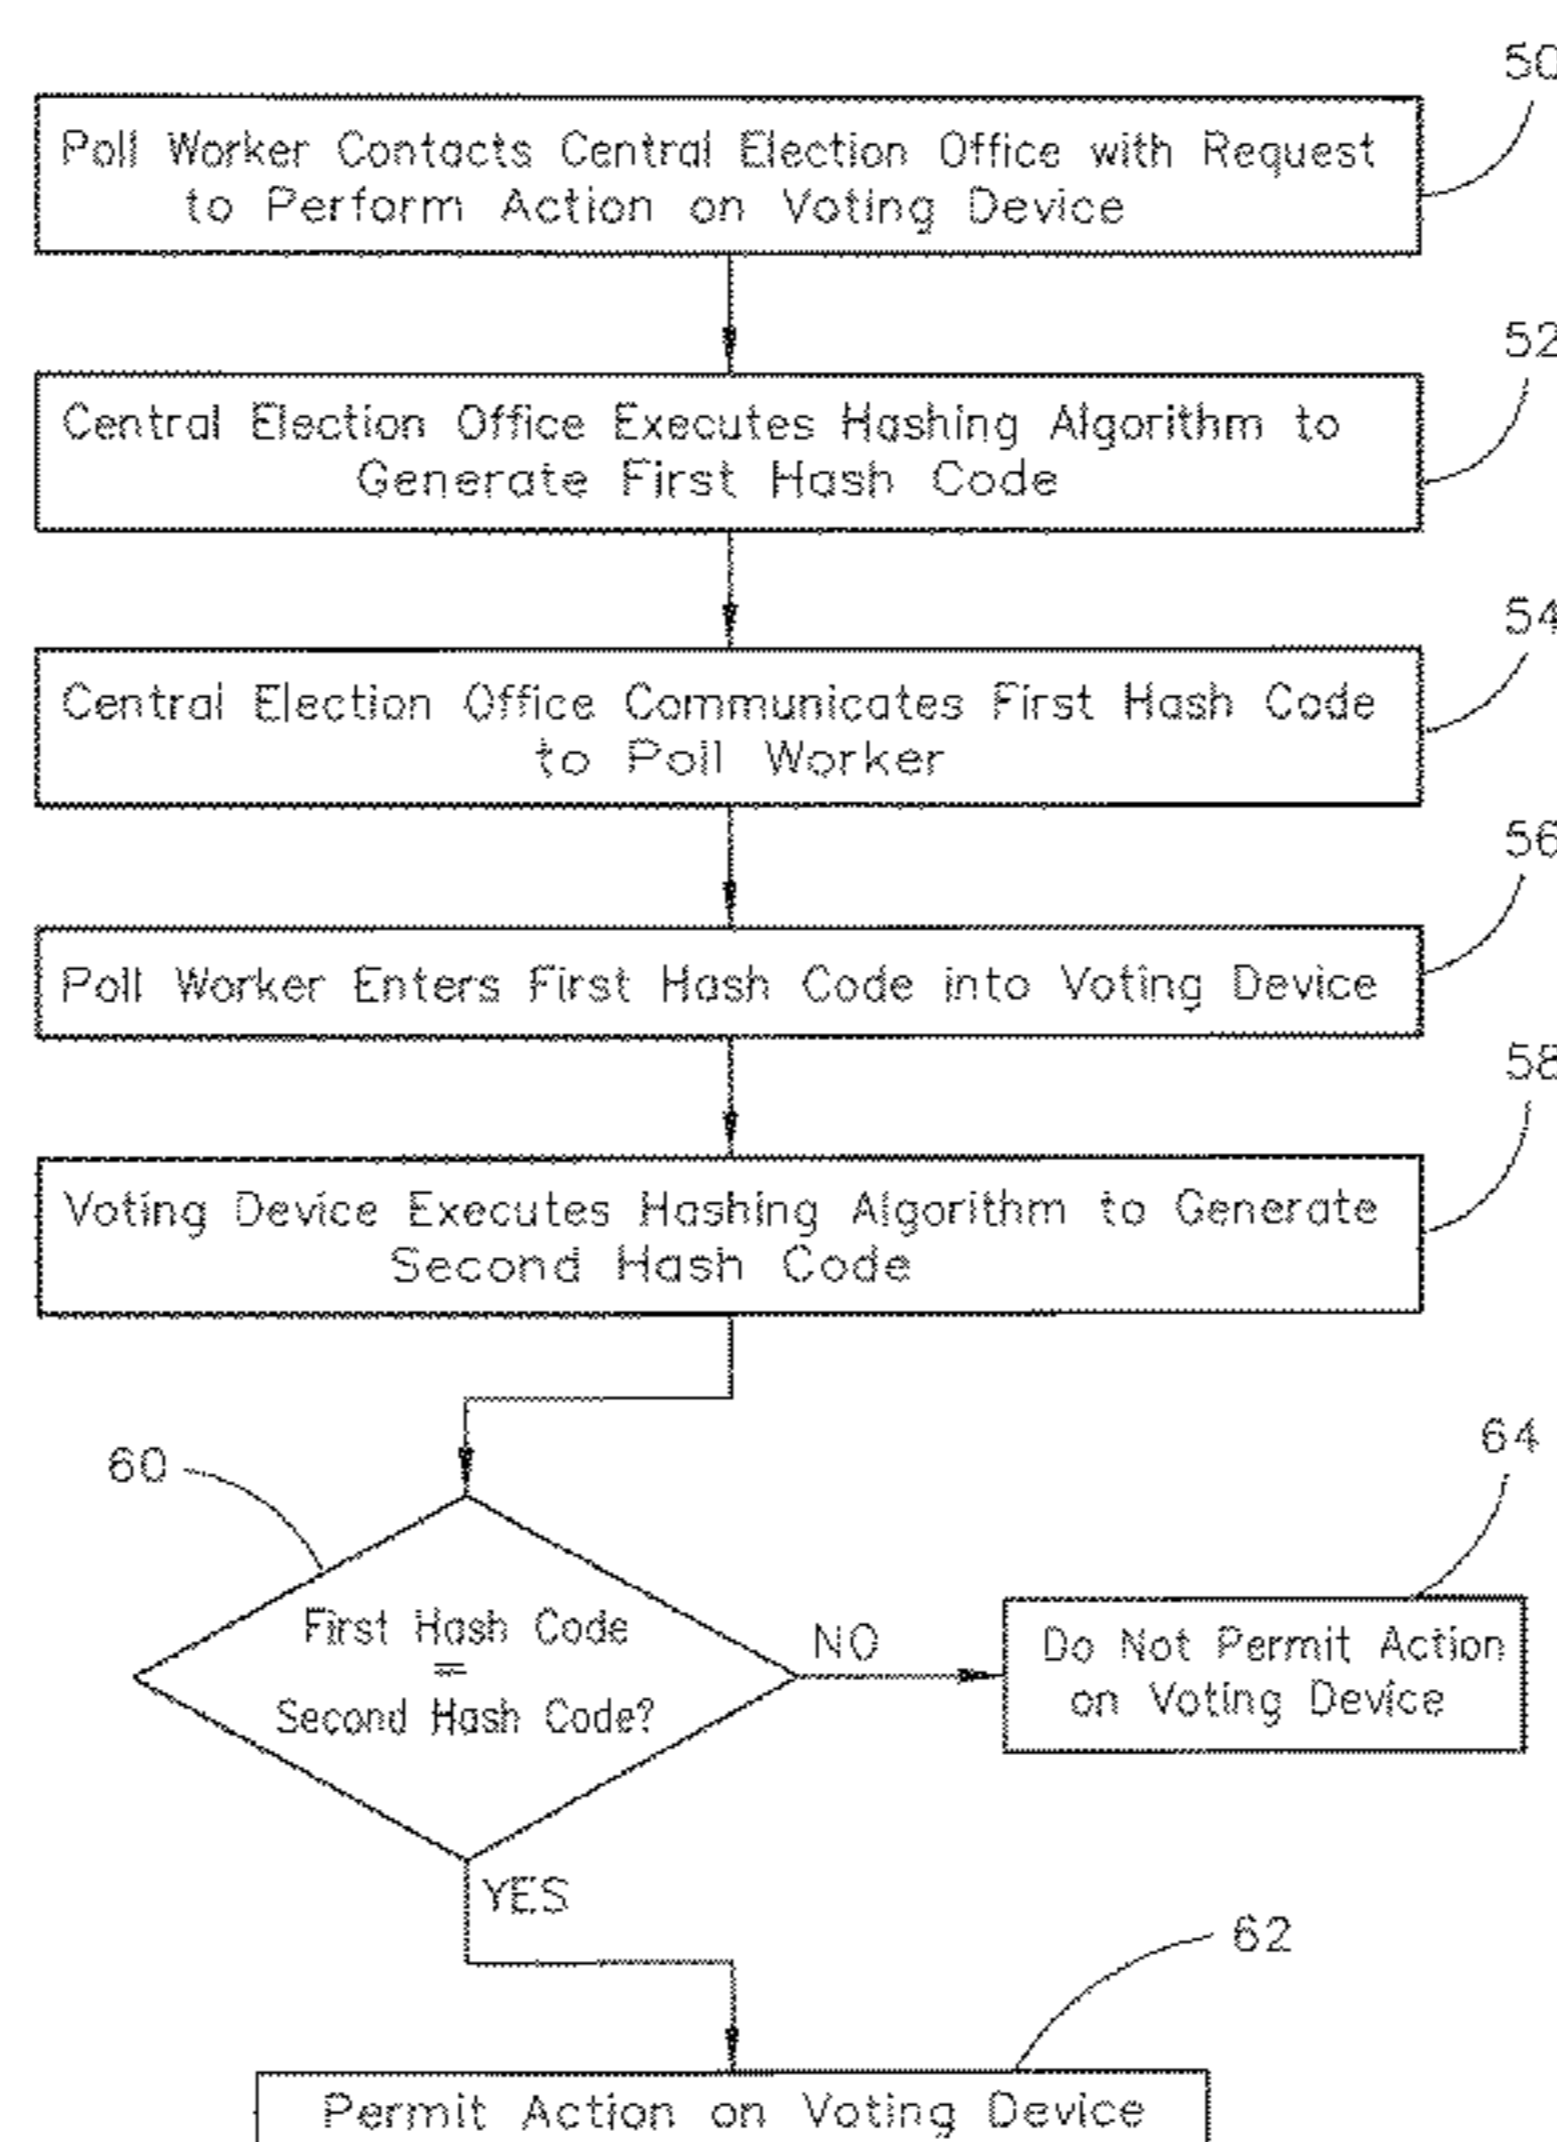 50
Poll Worker Contacts Central Election Office with Request
to Perform Action on Voting Device
52
Central Election Office Executes Hashing Algorithm to
Generate First Hash Code
54
Central Election Office Communicates First Hash Code
to Poll Worker
56
Poll Worker Enters First Hash Code into Voting Device
58
Voting Device Executes Hashing Algorithm to Generate
Second Hash Code
60
64
First Hash Code
=
Second Hash Code?
NO
Do Not Permit Action
on Voting Device
YES
62
Permit Action on Voting Device